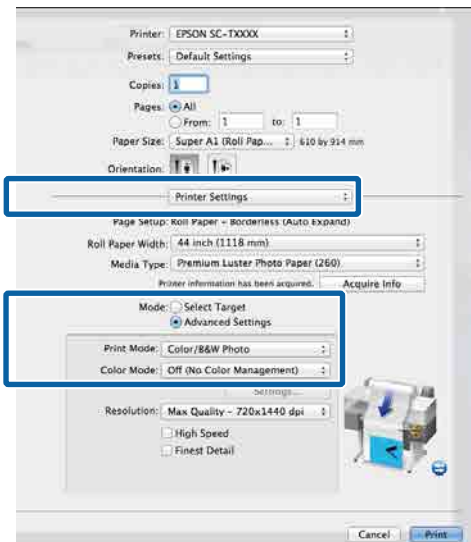 Printer: EPSON SC-TXXXX
Presets: Default Settings
Copies: 1
Pages: All
From: 1 to: 1
Paper Size: Super A1 (Roll Pap... 610 by 914 mm
Orientation:
Printer Settings
Page Setup: Roll Paper - Borderless (Auto Expand)
Roll Paper Width: 44 inch (1118 mm)
Media Type: Premium Luster Photo Paper (260)
Printer information has been acquired. Acquire Info
Mode: Select Target
Advanced Settings
Print Mode: Color/B&W Photo
Color Mode: Off (No Color Management)
Settings...
Resolution: Max Quality - 720x1440 dpi
High Speed
Finest Detail
Cancel Print